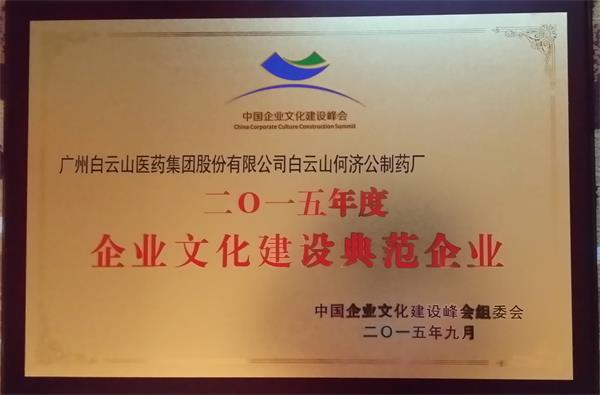 中国企业文化建设峰会
China Corporate Culture Construction Summit
广州白云山医药集团股份有限公司白云山何济公制药厂
二〇一五年度
企业文化建设典范企业
中国企业文化建设峰会组委会
二〇一五年九月